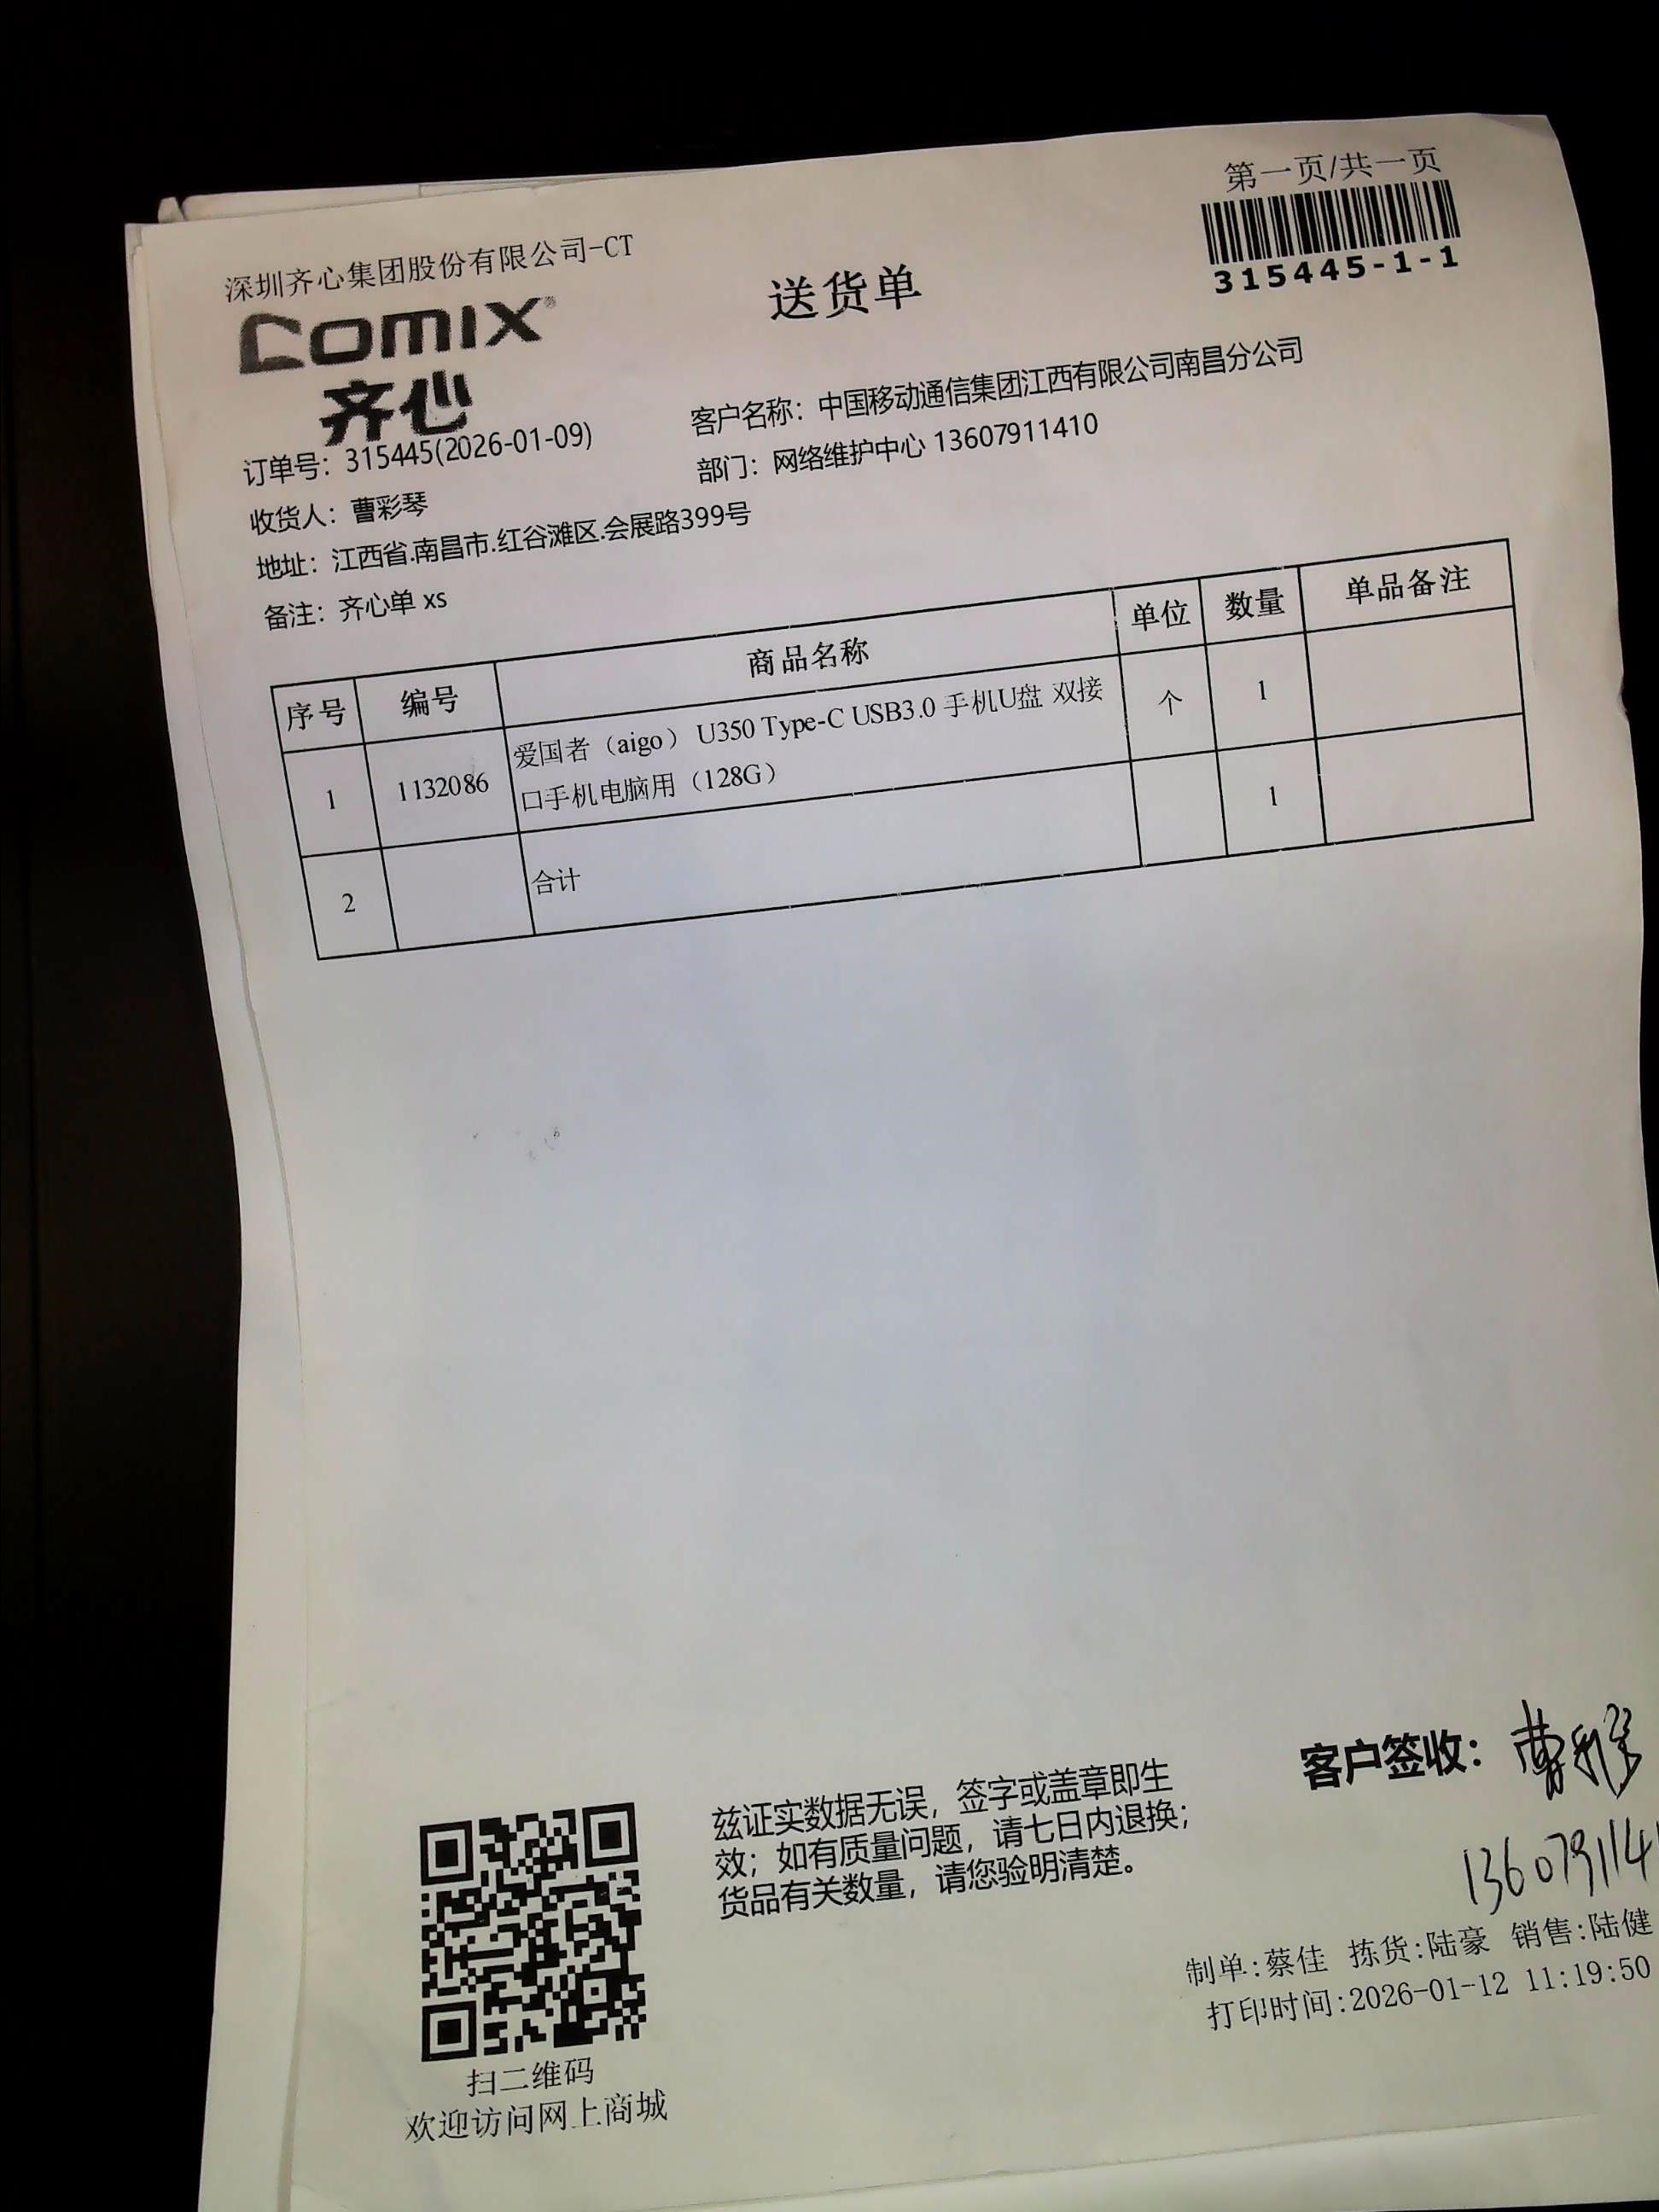 第一页/共一页
315445-1-1
深圳齐心集团股份有限公司-CT
COMIX®
齐心
送货单
订单号：315445(2026-01-09)
客户名称：中国移动通信集团江西有限公司南昌分公司
收货人：曹彩琴
部门：网络维护中心 13607911410
地址：江西省.南昌市.红谷滩区.会展路399号
备注：齐心单 xs
序号 编号 商品名称 单位 数量 单品备注
1 1132086 爱国者（aigo） U350 Type-C USB3.0 手机U盘 双接 个 1
口手机电脑用（128G）
2 合计 1
客户签收：曹
兹证实数据无误，签字或盖章即生
效；如有质量问题，请七日内退换；
货品有关数量，请您验明清楚。
136079114
制单:蔡佳 拣货:陆豪 销售:陆健
打印时间:2026-01-12 11:19:50
扫二维码
欢迎访问网上商城